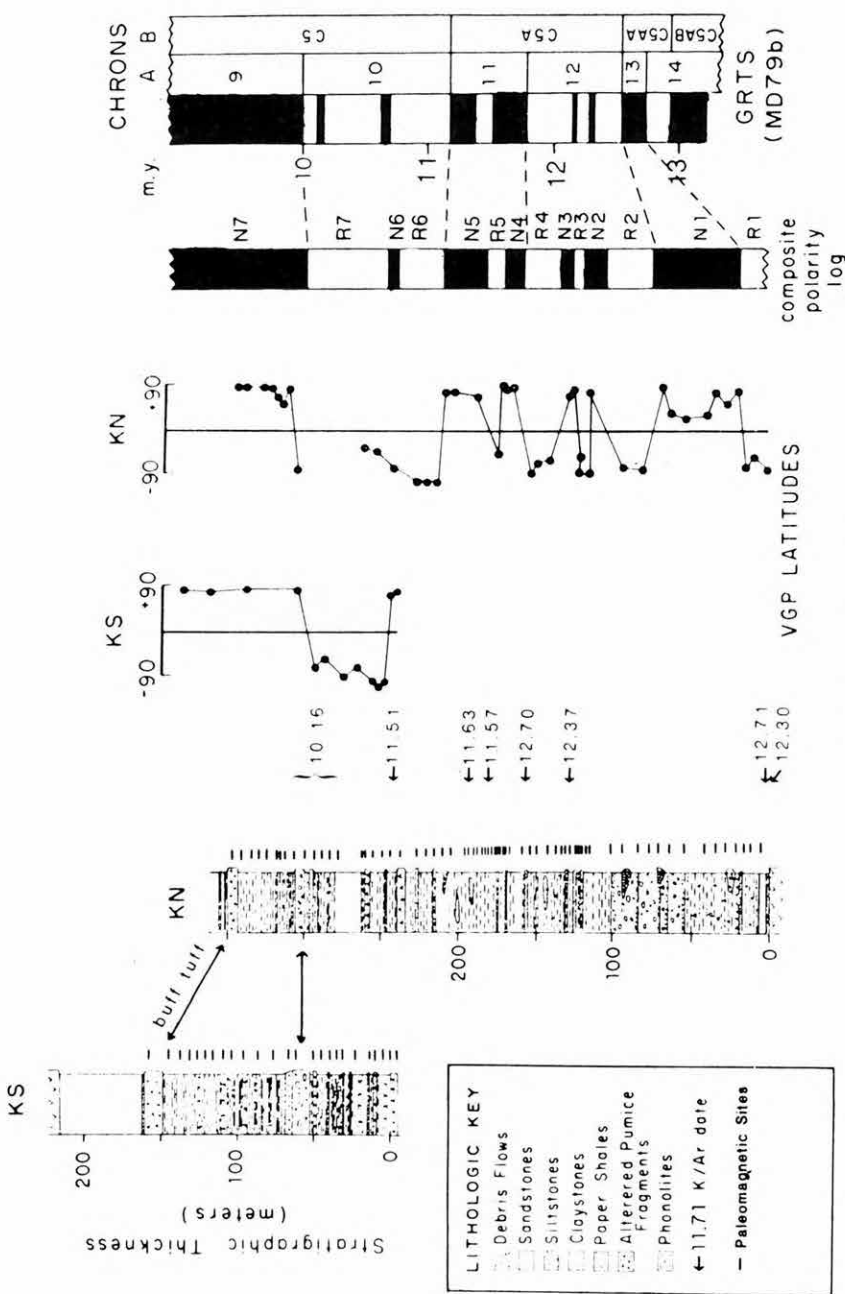 KS
KN
Stratigraphic Thickness
(meters)
200
100
0
buff tuff
200
100
0
LITHOLOGIC KEY
Debris Flows
Sandstones
Siltstones
Claystones
Paper Shales
Alterered Pumice
Fragments
Phonolites
←11.71 K/Ar date
– Paleomagnetic Sites
10.16
←11.51
←11.63
←11.57
←12.70
←12.37
12.71
12.30
KS
-90
+90
KN
-90
+90
VGP LATITUDES
N7
R7
N6
R6
N5
R5
N4
R4
N3
R3
N2
R2
N1
R1
composite
polarity
log
m.y.
10
11
12
13
CHRONS
A
B
9
10
11
12
13
14
C5
C5A
C5AA
C5AB
GRTS
(MD79b)